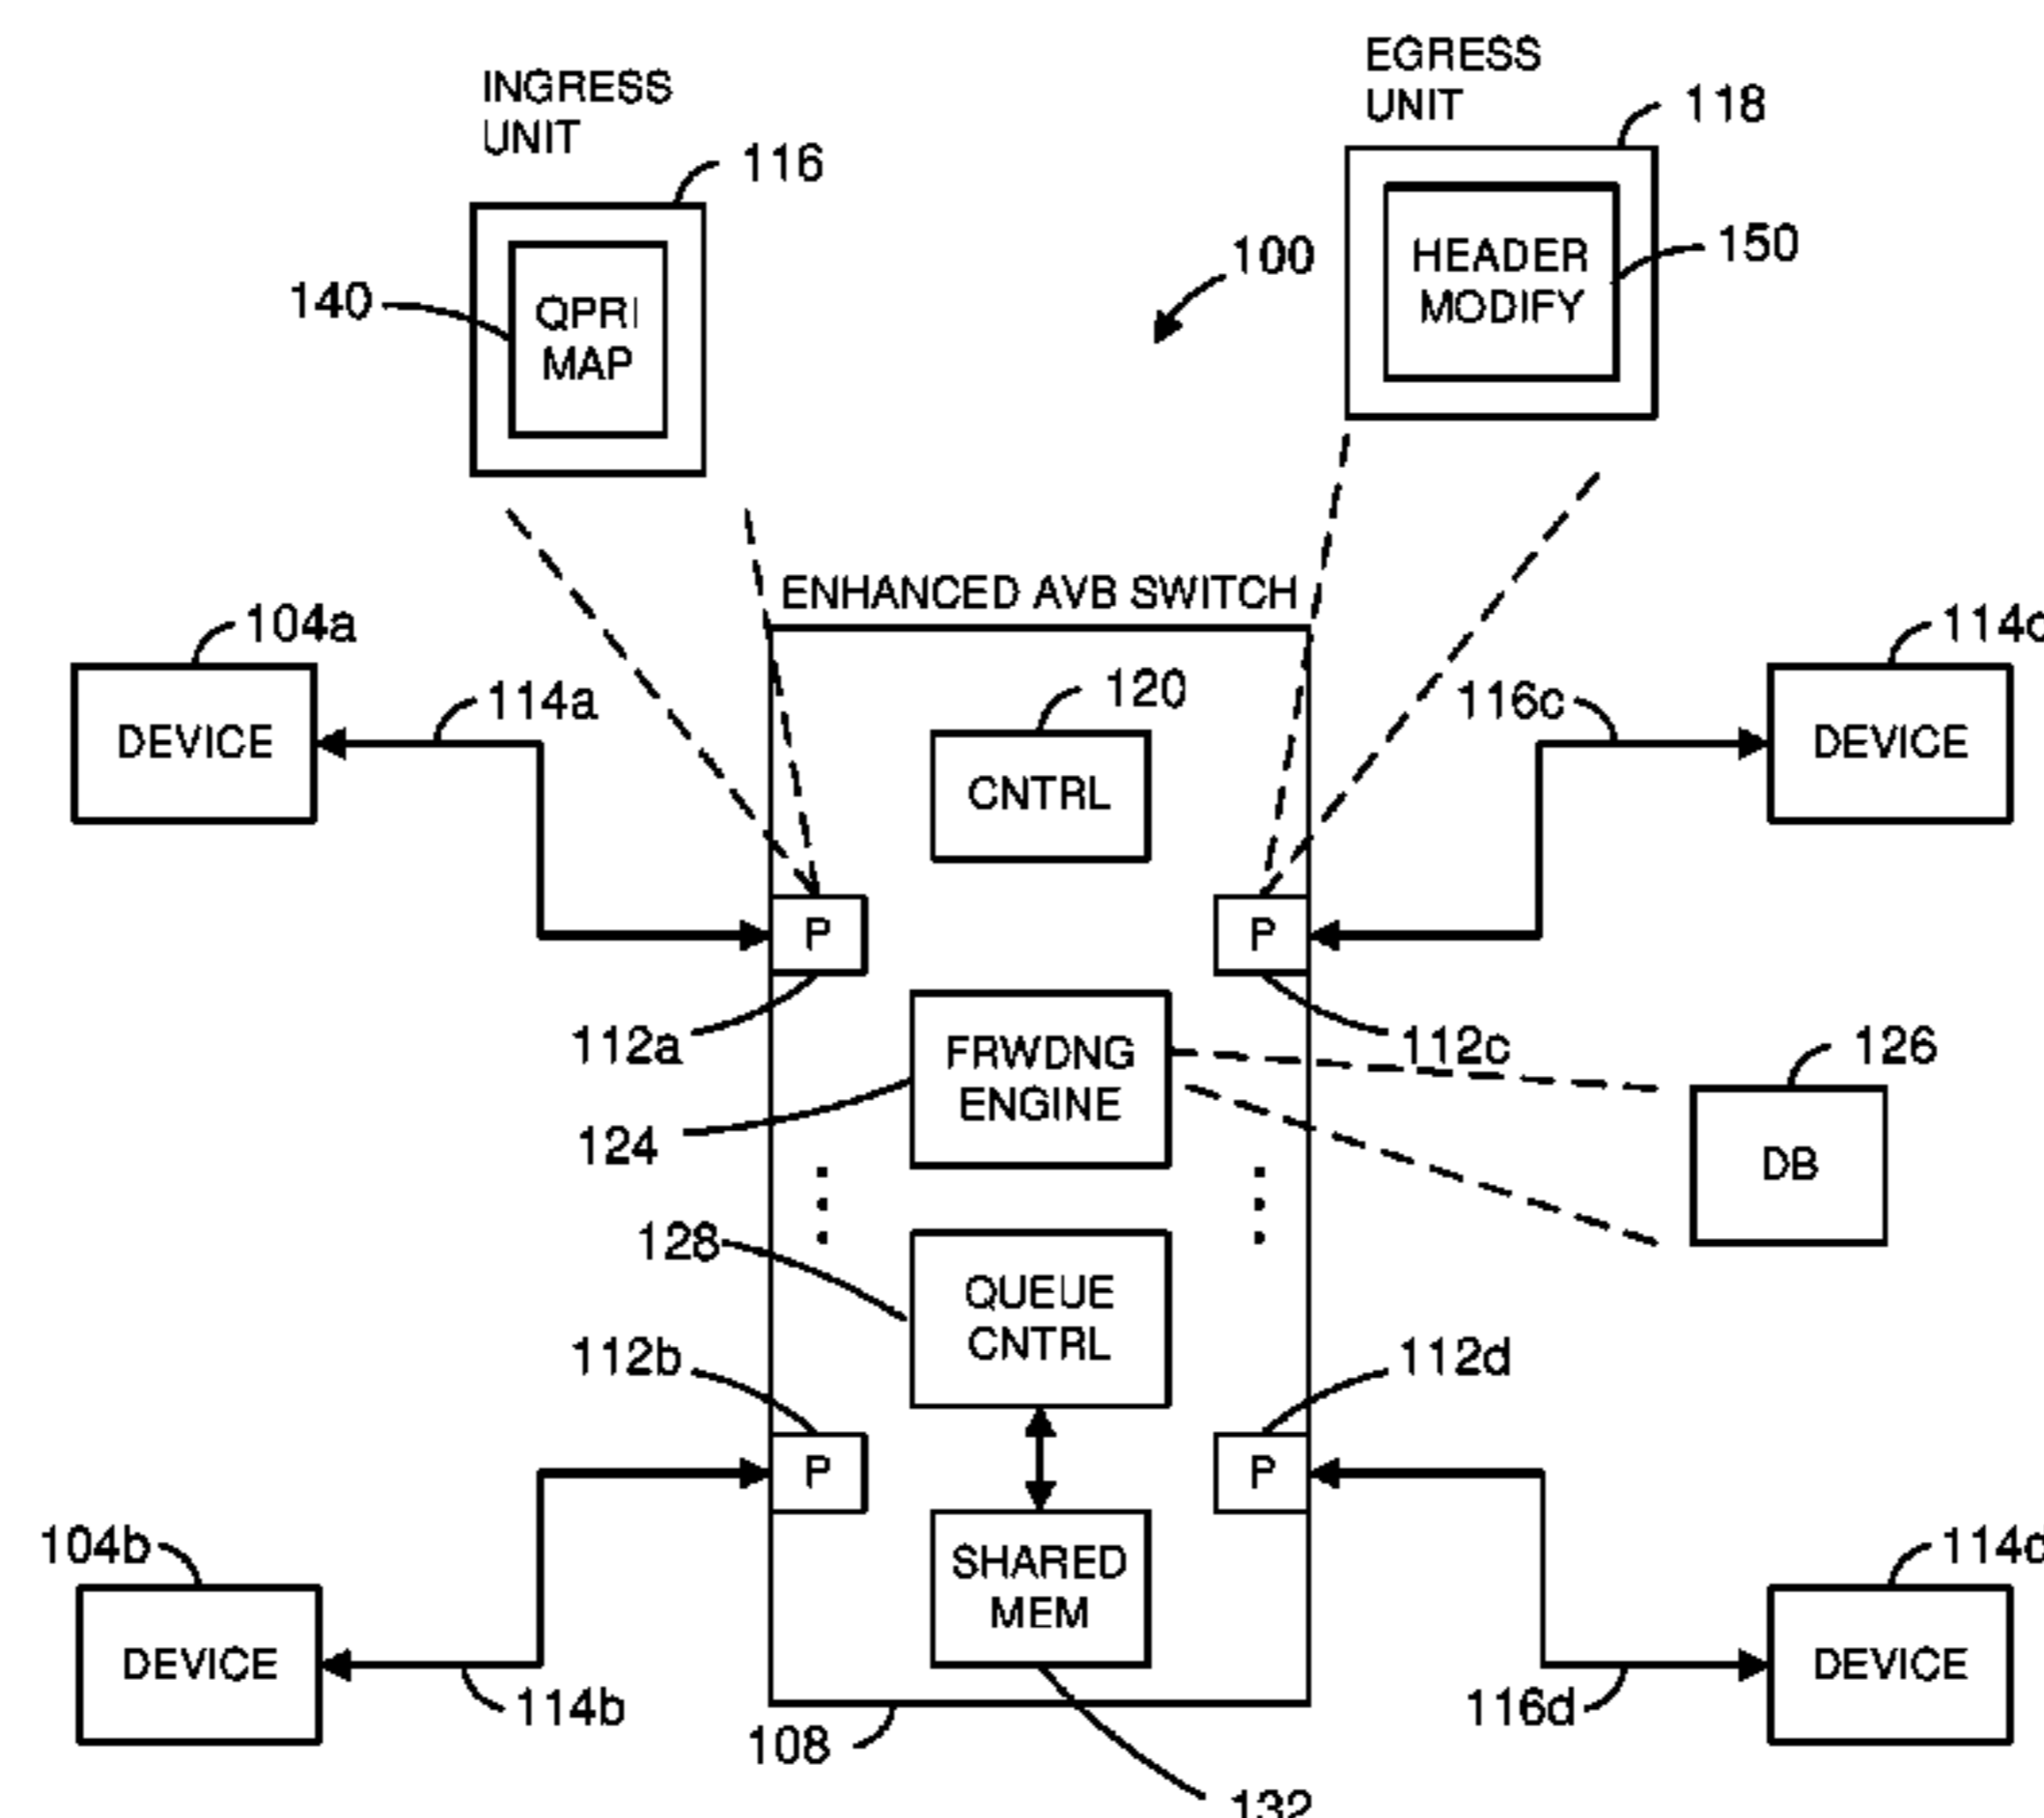 EGRESS
UNIT
118
INGRESS
UNIT
116
100
HEADER
MODIFY
150
140
QPRI
MAP
ENHANCED AVB SWITCH
104a
114a
120
116c
DEVICE
CNTRL
DEVICE
P
P
112a
112c
126
FRWDNG
ENGINE
124
DB
128
QUEUE
CNTRL
112b
112d
P
P
104b
SHARED
MEM
DEVICE
DEVICE
114b
116d
108
132